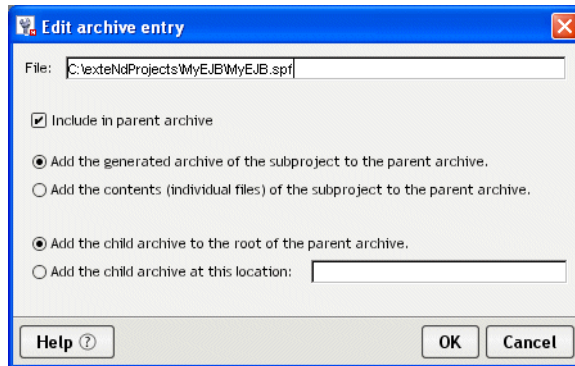 Edit archive entry
File: C:\exteNdProjects\MyEJB\MyEJB.spf
Include in parent archive
Add the generated archive of the subproject to the parent archive.
Add the contents (individual files) of the subproject to the parent archive.
Add the child archive to the root of the parent archive.
Add the child archive at this location:
Help ?
OK Cancel